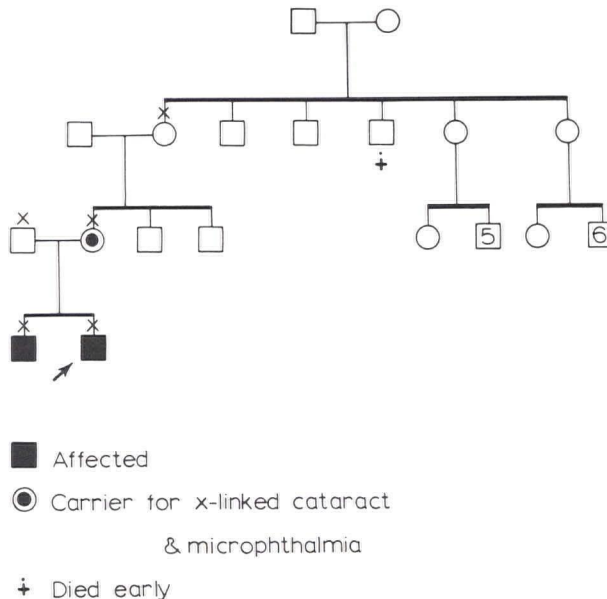 5
6
Affected
Carrier for x-linked cataract
& microphthalmia
Died early